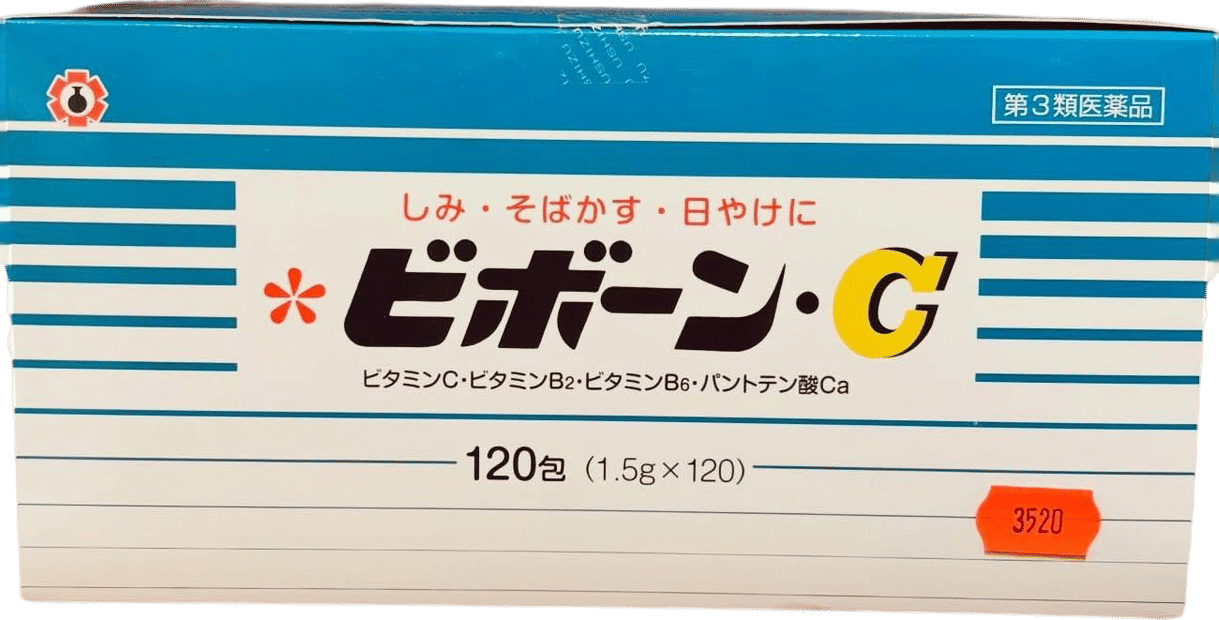 第3類医薬品
しみ・そばかす・日やけに
*ビボーン・C
ビタミンC・ビタミンB2・ビタミンB6・パントテン酸Ca
120包 (1.5g×120)
3520